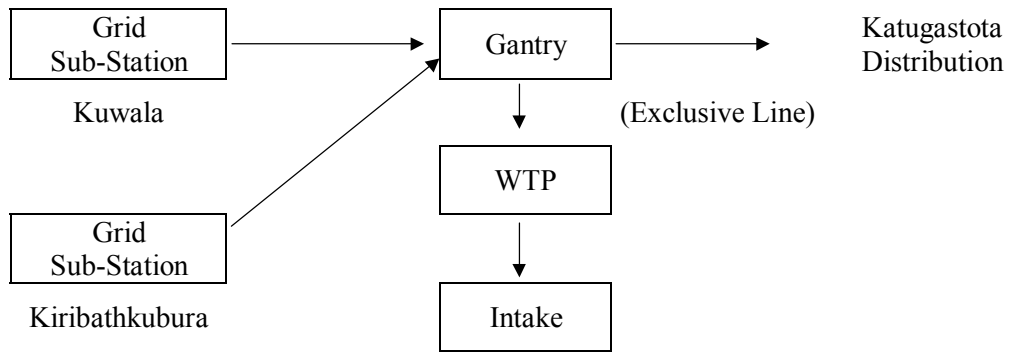 Grid
Sub-Station
Kuwala
Gantry
Katugastota
Distribution
(Exclusive Line)
WTP
Grid
Sub-Station
Kiribathkubura
Intake